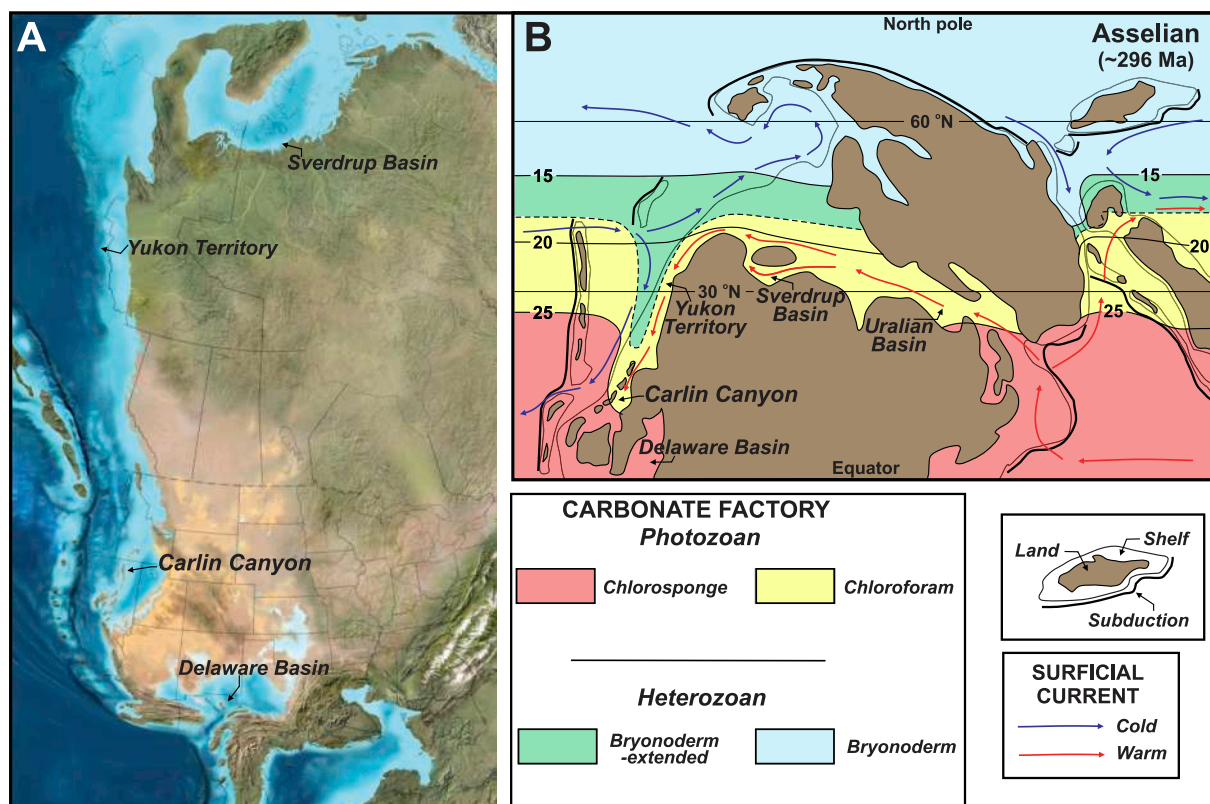 A
Sverdrup Basin
Yukon Territory
Carlin Canyon
Delaware Basin
B
North pole
Asselian
(~296 Ma)
60 °N
15
15
20
20
30 °N
25
25
Yukon
Territory
Sverdrup
Basin
Uralian
Basin
Carlin Canyon
Delaware Basin
Equator
CARBONATE FACTORY
Photozoan
Chlorosponge
Chloroforam
Heterozoan
Bryonoderm
-extended
Bryonoderm
Land
Shelf
Subduction
SURFICIAL
CURRENT
Cold
Warm